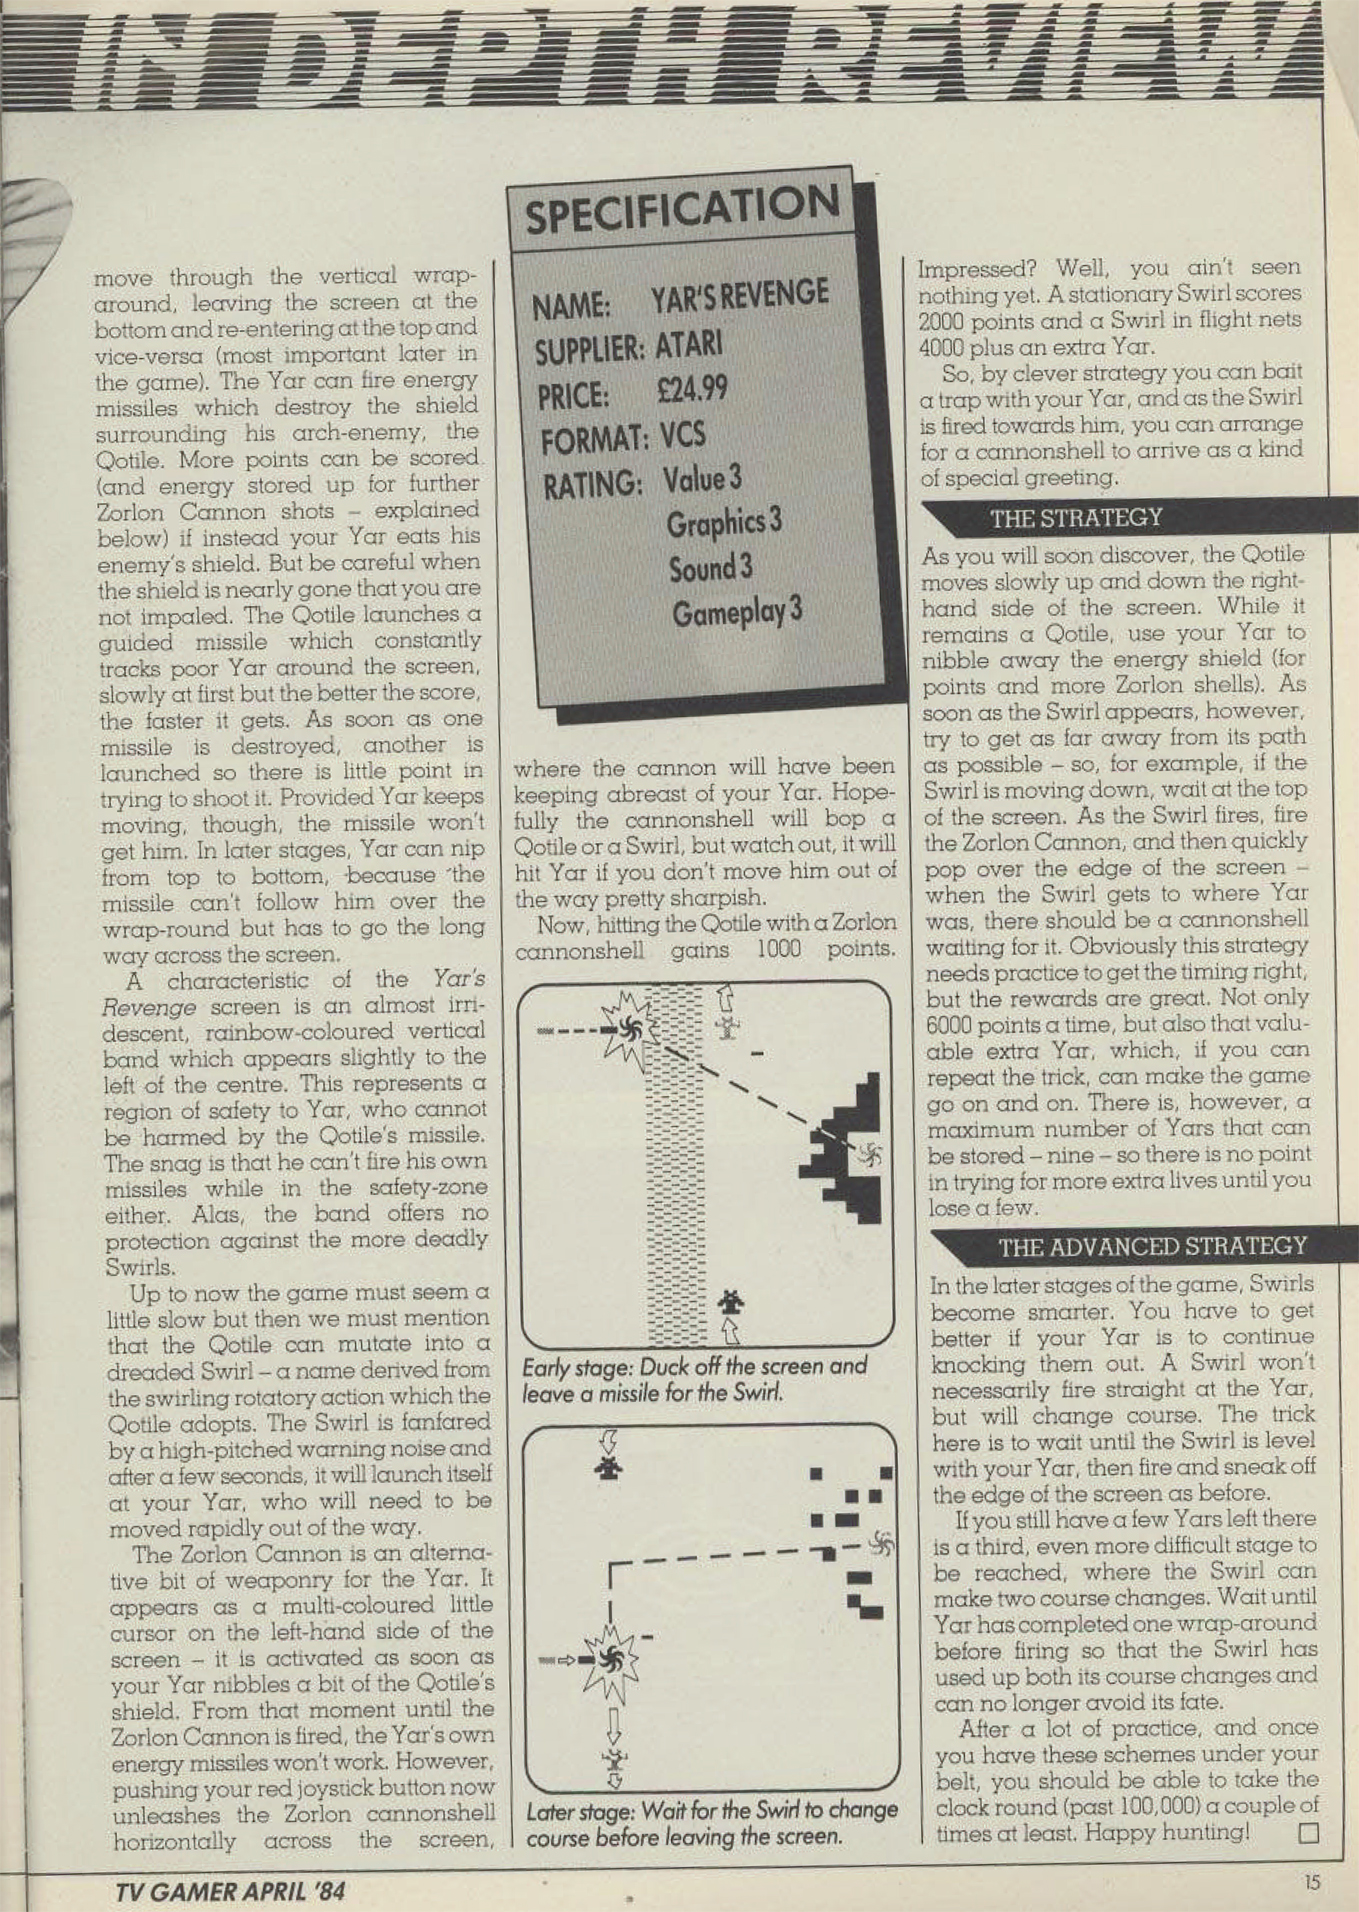 IN DEPTH REVIEW
move through the vertical wrap-
around, leaving the screen at the
bottom and re-entering at the top and
vice-versa (most important later in
the game). The Yar can fire energy
missiles which destroy the shield
surrounding his arch-enemy, the
Qotile. More points can be scored
(and energy stored up for further
Zorlon Cannon shots – explained
below) if instead your Yar eats his
enemy's shield. But be careful when
the shield is nearly gone that you are
not impaled. The Qotile launches a
guided missile which constantly
tracks poor Yar around the screen,
slowly at first but the better the score,
the faster it gets. As soon as one
missile is destroyed, another is
launched so there is little point in
trying to shoot it. Provided Yar keeps
moving, though, the missile won't
get him. In later stages, Yar can nip
from top to bottom, because the
missile can't follow him over the
wrap-round but has to go the long
way across the screen.
A characteristic of the Yar's
Revenge screen is an almost irri-
descent, rainbow-coloured vertical
band which appears slightly to the
left of the centre. This represents a
region of safety to Yar, who cannot
be harmed by the Qotile's missile.
The snag is that he can't fire his own
missiles while in the safety-zone
either. Alas, the band offers no
protection against the more deadly
Swirls.
Up to now the game must seem a
little slow but then we must mention
that the Qotile can mutate into a
dreaded Swirl – a name derived from
the swirling rotatory action which the
Qotile adopts. The Swirl is fanfared
by a high-pitched warning noise and
after a few seconds, it will launch itself
at your Yar, who will need to be
moved rapidly out of the way.
The Zorlon Cannon is an alterna-
tive bit of weaponry for the Yar. It
appears as a multi-coloured little
cursor on the left-hand side of the
screen – it is activated as soon as
your Yar nibbles a bit of the Qotile's
shield. From that moment until the
Zorlon Cannon is fired, the Yar's own
energy missiles won't work. However,
pushing your red joystick button now
unleashes the Zorlon cannonshell
horizontally across the screen,
SPECIFICATION
NAME: YAR'S REVENGE
SUPPLIER: ATARI
PRICE: £24.99
FORMAT: VCS
RATING: Value 3
Graphics 3
Sound 3
Gameplay 3
where the cannon will have been
keeping abreast of your Yar. Hope-
fully the cannonshell will bop a
Qotile or a Swirl, but watch out, it will
hit Yar if you don't move him out of
the way pretty sharpish.
Now, hitting the Qotile with a Zorlon
cannonshell gains 1000 points.
Early stage: Duck off the screen and
leave a missile for the Swirl.
Later stage: Wait for the Swirl to change
course before leaving the screen.
Impressed? Well, you ain't seen
nothing yet. A stationary Swirl scores
2000 points and a Swirl in flight nets
4000 plus an extra Yar.
So, by clever strategy you can bait
a trap with your Yar, and as the Swirl
is fired towards him, you can arrange
for a cannonshell to arrive as a kind
of special greeting.
THE STRATEGY
As you will soon discover, the Qotile
moves slowly up and down the right-
hand side of the screen. While it
remains a Qotile, use your Yar to
nibble away the energy shield (for
points and more Zorlon shells). As
soon as the Swirl appears, however,
try to get as far away from its path
as possible – so, for example, if the
Swirl is moving down, wait at the top
of the screen. As the Swirl fires, fire
the Zorlon Cannon, and then quickly
pop over the edge of the screen –
when the Swirl gets to where Yar
was, there should be a cannonshell
waiting for it. Obviously this strategy
needs practice to get the timing right,
but the rewards are great. Not only
6000 points a time, but also that valu-
able extra Yar, which, if you can
repeat the trick, can make the game
go on and on. There is, however, a
maximum number of Yars that can
be stored – nine – so there is no point
in trying for more extra lives until you
lose a few.
THE ADVANCED STRATEGY
In the later stages of the game, Swirls
become smarter. You have to get
better if your Yar is to continue
knocking them out. A Swirl won't
necessarily fire straight at the Yar,
but will change course. The trick
here is to wait until the Swirl is level
with your Yar, then fire and sneak off
the edge of the screen as before.
If you still have a few Yars left there
is a third, even more difficult stage to
be reached, where the Swirl can
make two course changes. Wait until
Yar has completed one wrap-around
before firing so that the Swirl has
used up both its course changes and
can no longer avoid its fate.
After a lot of practice, and once
you have these schemes under your
belt, you should be able to take the
clock round (past 100,000) a couple of
times at least. Happy hunting!
TV GAMER APRIL '84
15